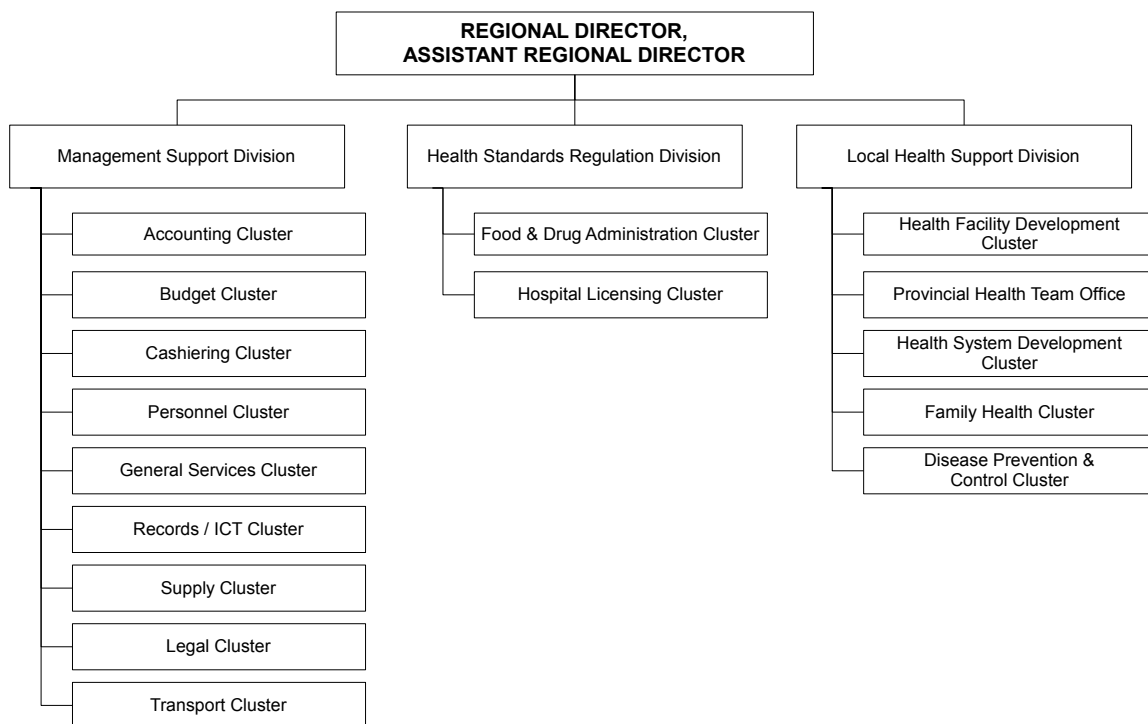 REGIONAL DIRECTOR,
ASSISTANT REGIONAL DIRECTOR
Management Support Division
Accounting Cluster
Budget Cluster
Cashiering Cluster
Personnel Cluster
General Services Cluster
Records / ICT Cluster
Supply Cluster
Legal Cluster
Transport Cluster
Health Standards Regulation Division
Food & Drug Administration Cluster
Hospital Licensing Cluster
Local Health Support Division
Health Facility Development
Cluster
Provincial Health Team Office
Health System Development
Cluster
Family Health Cluster
Disease Prevention &
Control Cluster